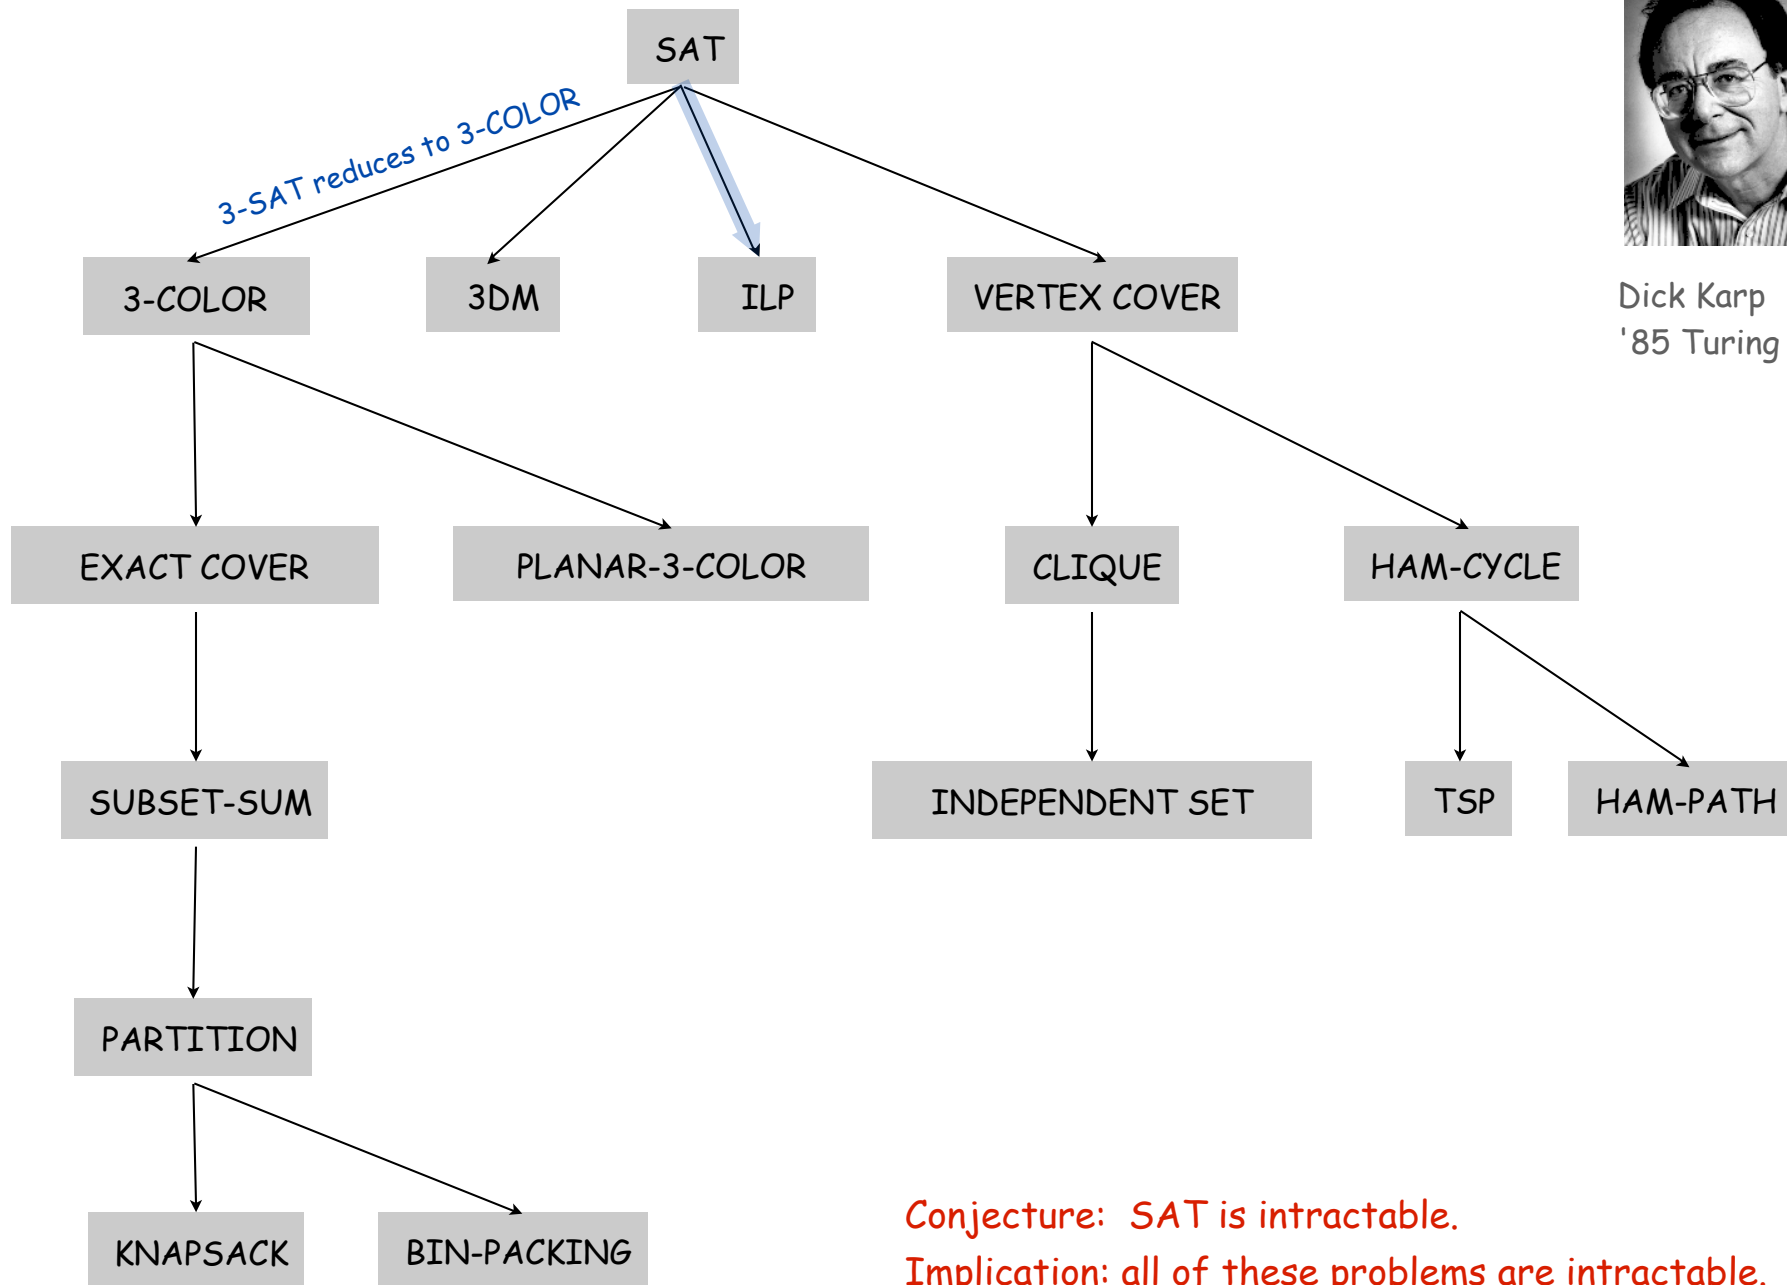 SAT
3-SAT reduces to 3-COLOR
3-COLOR
3DM
ILP
VERTEX COVER
Dick Karp
'85 Turing
EXACT COVER
PLANAR-3-COLOR
CLIQUE
HAM-CYCLE
SUBSET-SUM
INDEPENDENT SET
TSP
HAM-PATH
PARTITION
KNAPSACK
BIN-PACKING
Conjecture: SAT is intractable.
Implication: all of these problems are intractable.